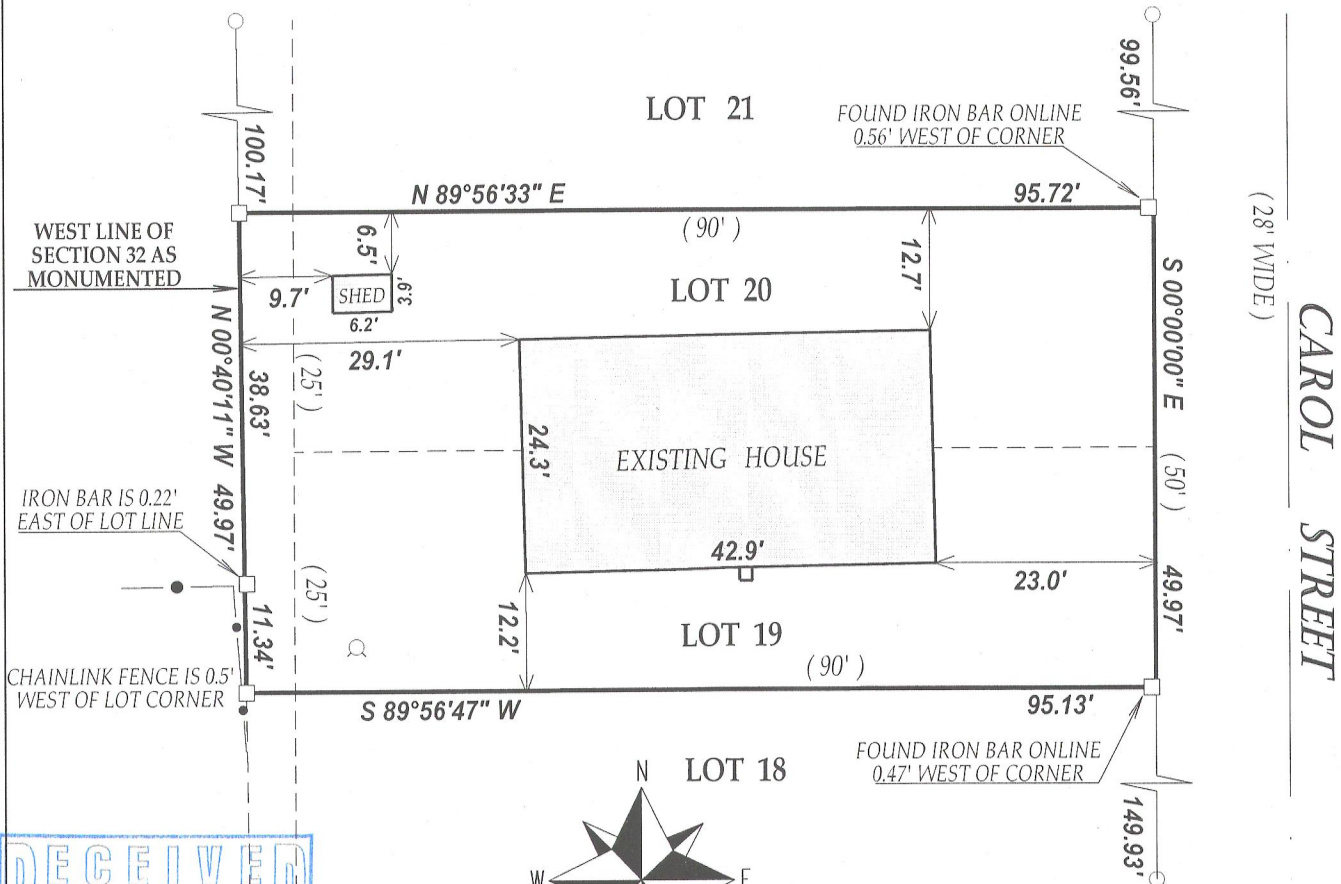 99.56'
LOT 21
FOUND IRON BAR ONLINE
0.56' WEST OF CORNER
100.17'
N 89°56'33" E
95.72'
( 90' )
( 28' WIDE )
WEST LINE OF
SECTION 32 AS
MONUMENTED
6.5'
12.7'
9.7'
SHED
3.9'
6.2'
LOT 20
S 00°00'00" E
CAROL STREET
29.1'
( 25' )
N 00°40'11" W 49.97'
38.63'
24.3'
EXISTING HOUSE
( 50' )
IRON BAR IS 0.22'
EAST OF LOT LINE
42.9'
23.0'
49.97'
( 25' )
11.34'
12.2'
LOT 19
( 90' )
CHAINLINK FENCE IS 0.5'
WEST OF LOT CORNER
S 89°56'47" W
95.13'
FOUND IRON BAR ONLINE
0.47' WEST OF CORNER
LOT 18
149.93'
N
W
E
DECEIVED